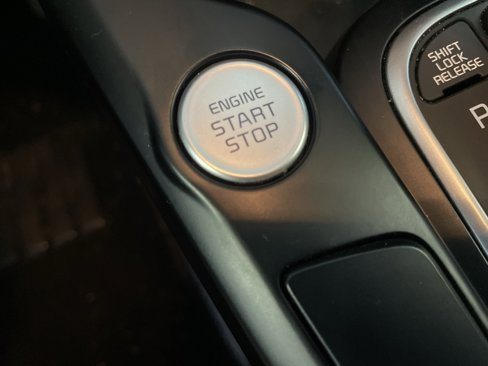 ENGINE
START
STOP
SHIFT
LOCK
RELEASE
P